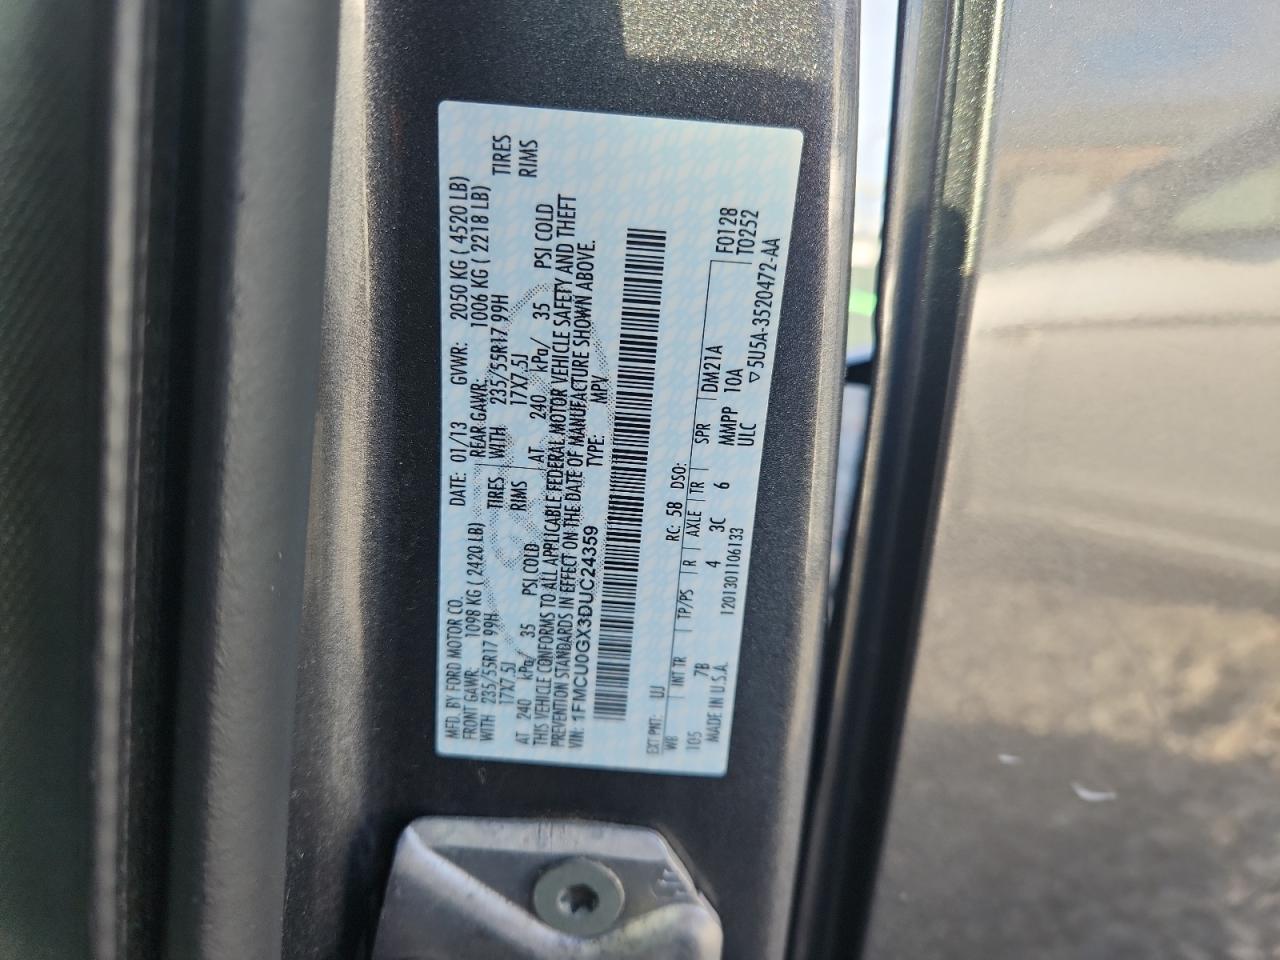 MFD. BY FORD MOTOR CO. DATE: 01/13 GVWR: 2050 KG ( 4520 LB)
FRONT GAWR: 1098 KG ( 2420 LB) REAR GAWR: 1006 KG ( 2218 LB)
WITH 235/55R17 99H TIRES WITH 235/55R17 99H TIRES
17X7.5J RIMS 17X7.5J RIMS
AT 240 kPa/ 35 PSI COLD AT 240 kPa/ 35 PSI COLD
THIS VEHICLE CONFORMS TO ALL APPLICABLE FEDERAL MOTOR VEHICLE SAFETY AND THEFT
PREVENTION STANDARDS IN EFFECT ON THE DATE OF MANUFACTURE SHOWN ABOVE.
VIN: 1FMCU0GX3DUC24359 TYPE: MPV
EXT PNT: UJ RC: 58 DSO: F0128
WB INT TR TP/PS R AXLE TR SPR DM21A T0252
105 7B 4 3C 6 MMPP 10A
MADE IN U.S.A. 1201301106133 ULC ▽5U5A-3520472-AA